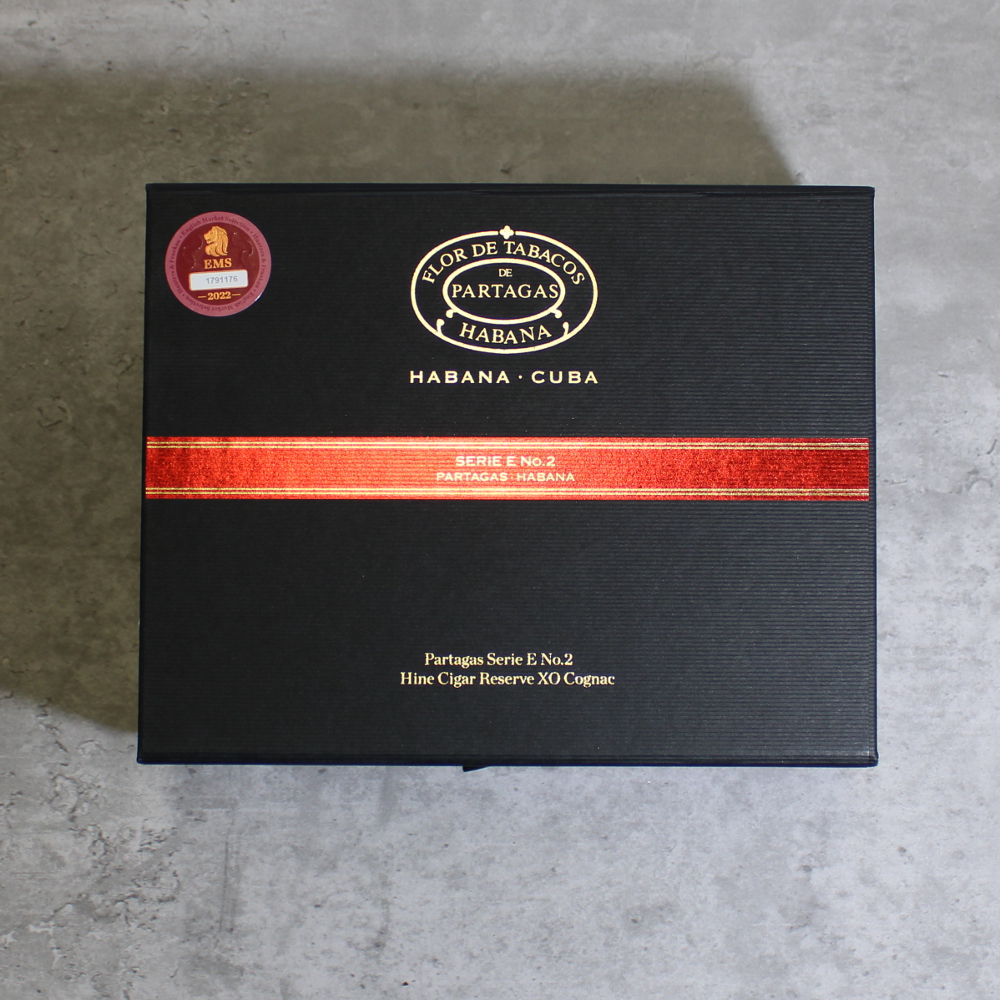 EMS
1791176
2022
FLOR DE TABACOS
DE
PARTAGAS
HABANA
HABANA · CUBA
SERIE E No.2
PARTAGAS · HABANA
Partagas Serie E No.2
Hine Cigar Reserve XO Cognac